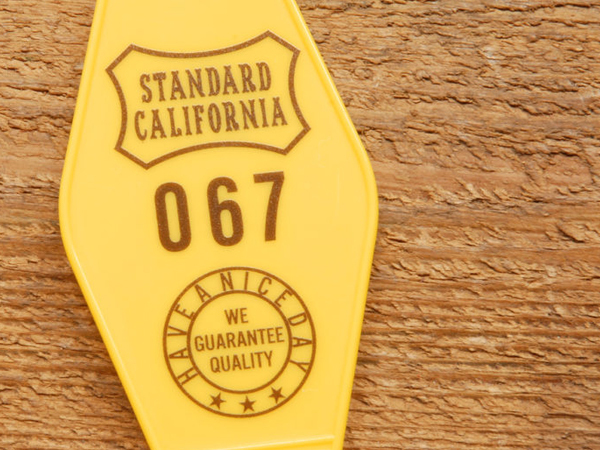 STANDARD
CALIFORNIA
067
HAVE A NICE DAY
WE
GUARANTEE
QUALITY